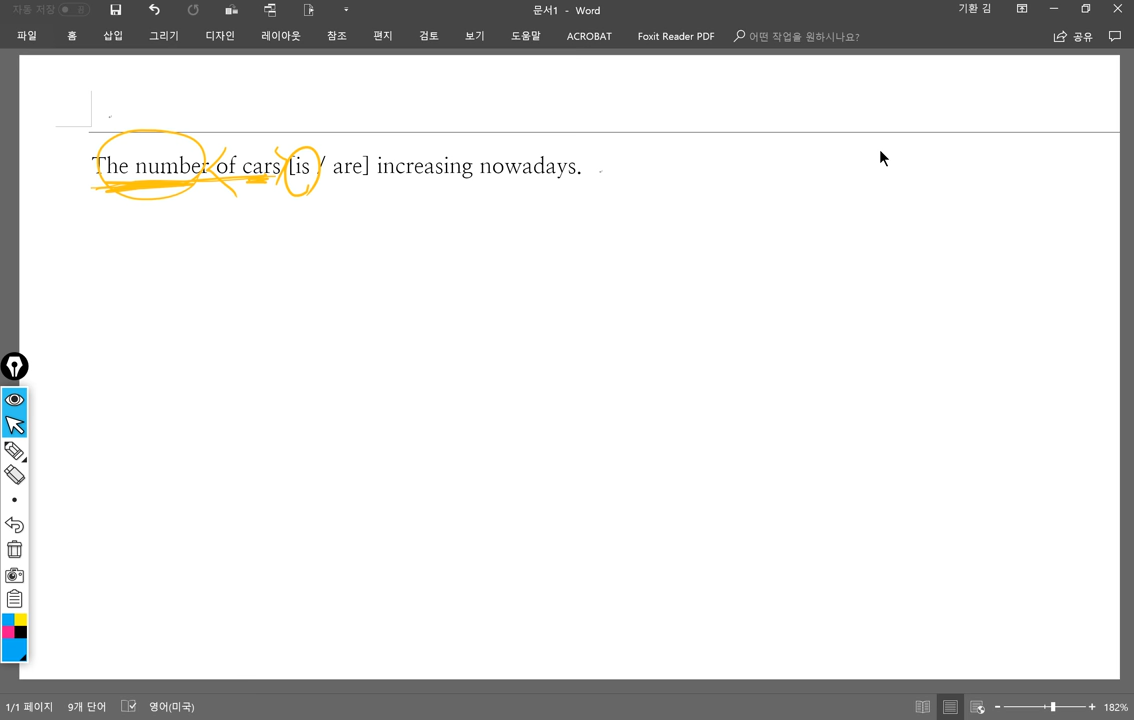 자동 저장
문서1 - Word
기환 김
파일 홈 삽입 그리기 디자인 레이아웃 참조 편지 검토 보기 도움말 ACROBAT Foxit Reader PDF 어떤 작업을 원하시나요? 공유
The number of cars [is / are] increasing nowadays.
1/1 페이지 9개 단어 영어(미국) 182%